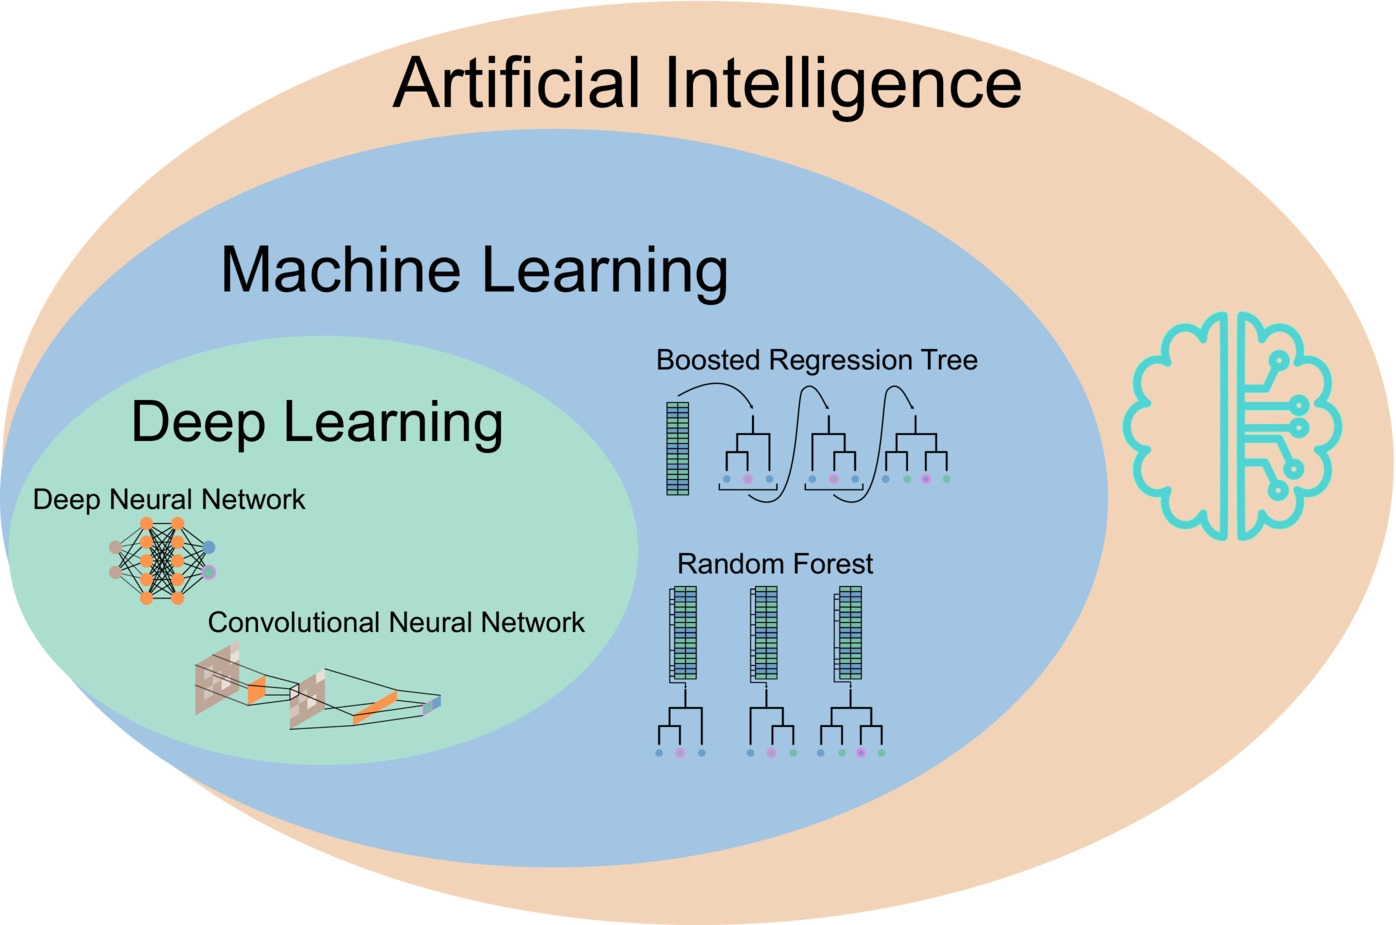 Artificial Intelligence
Machine Learning
Deep Learning
Deep Neural Network
Convolutional Neural Network
Boosted Regression Tree
Random Forest